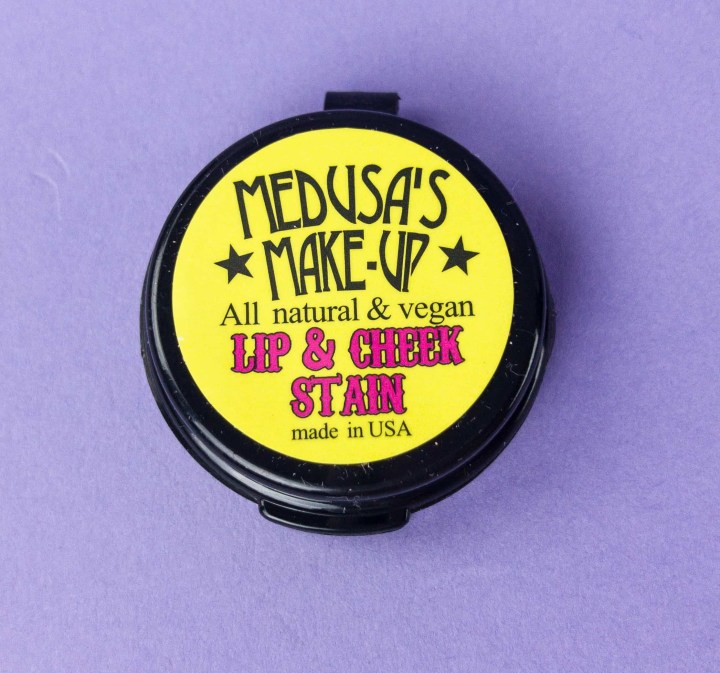 MEDUSA'S
MAKE-UP
All natural & vegan
LIP & CHEEK
STAIN
made in USA